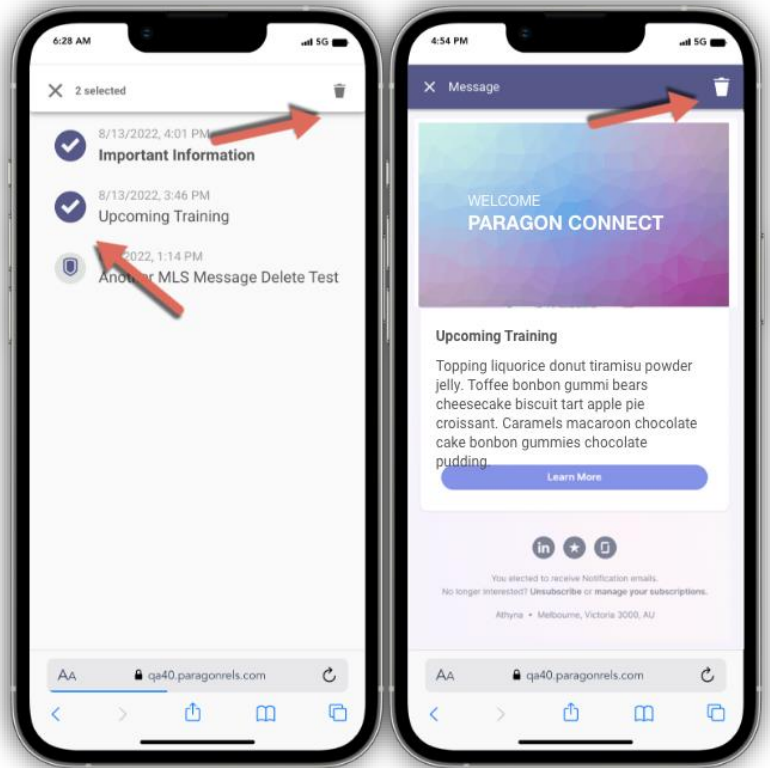 6:28 AM
5G
2 selected
8/13/2022, 4:01 PM
Important Information
8/13/2022, 3:46 PM
Upcoming Training
2022, 1:14 PM
Another MLS Message Delete Test
AA
qa40.paragonrels.com
4:54 PM
5G
Message
WELCOME
PARAGON CONNECT
Upcoming Training
Topping liquorice donut tiramisu powder
jelly. Toffee bonbon gummi bears
cheesecake biscuit tart apple pie
croissant. Caramels macaroon chocolate
cake bonbon gummies chocolate
pudding.
Learn More
in
You elected to receive Notification emails.
No longer interested? Unsubscribe or manage your subscriptions.
Athyna • Melbourne, Victoria 3000, AU
AA
qa40.paragonrels.com